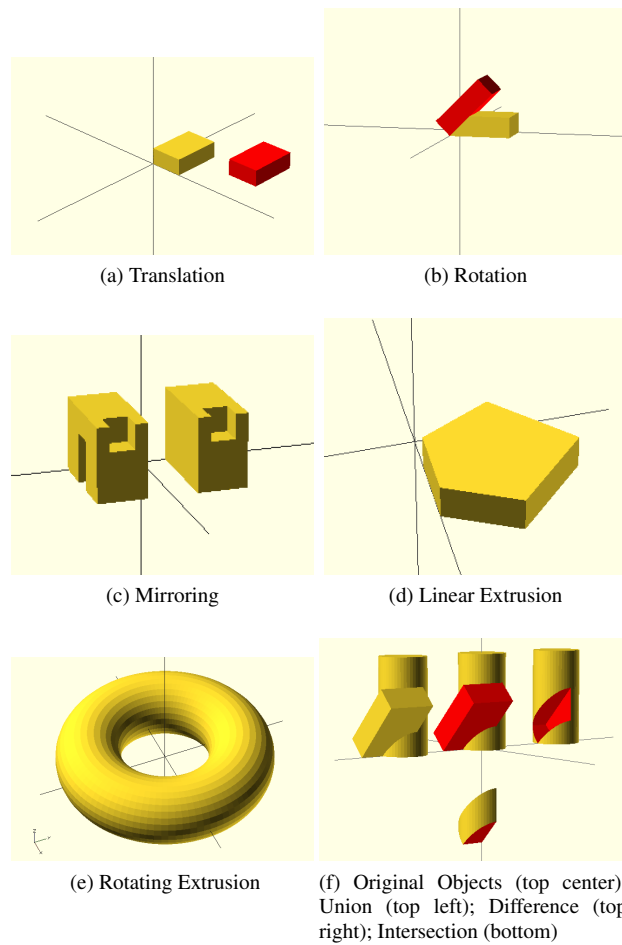 (a) Translation
(b) Rotation
(c) Mirroring
(d) Linear Extrusion
(e) Rotating Extrusion
(f) Original Objects (top center)
Union (top left); Difference (top
right); Intersection (bottom)